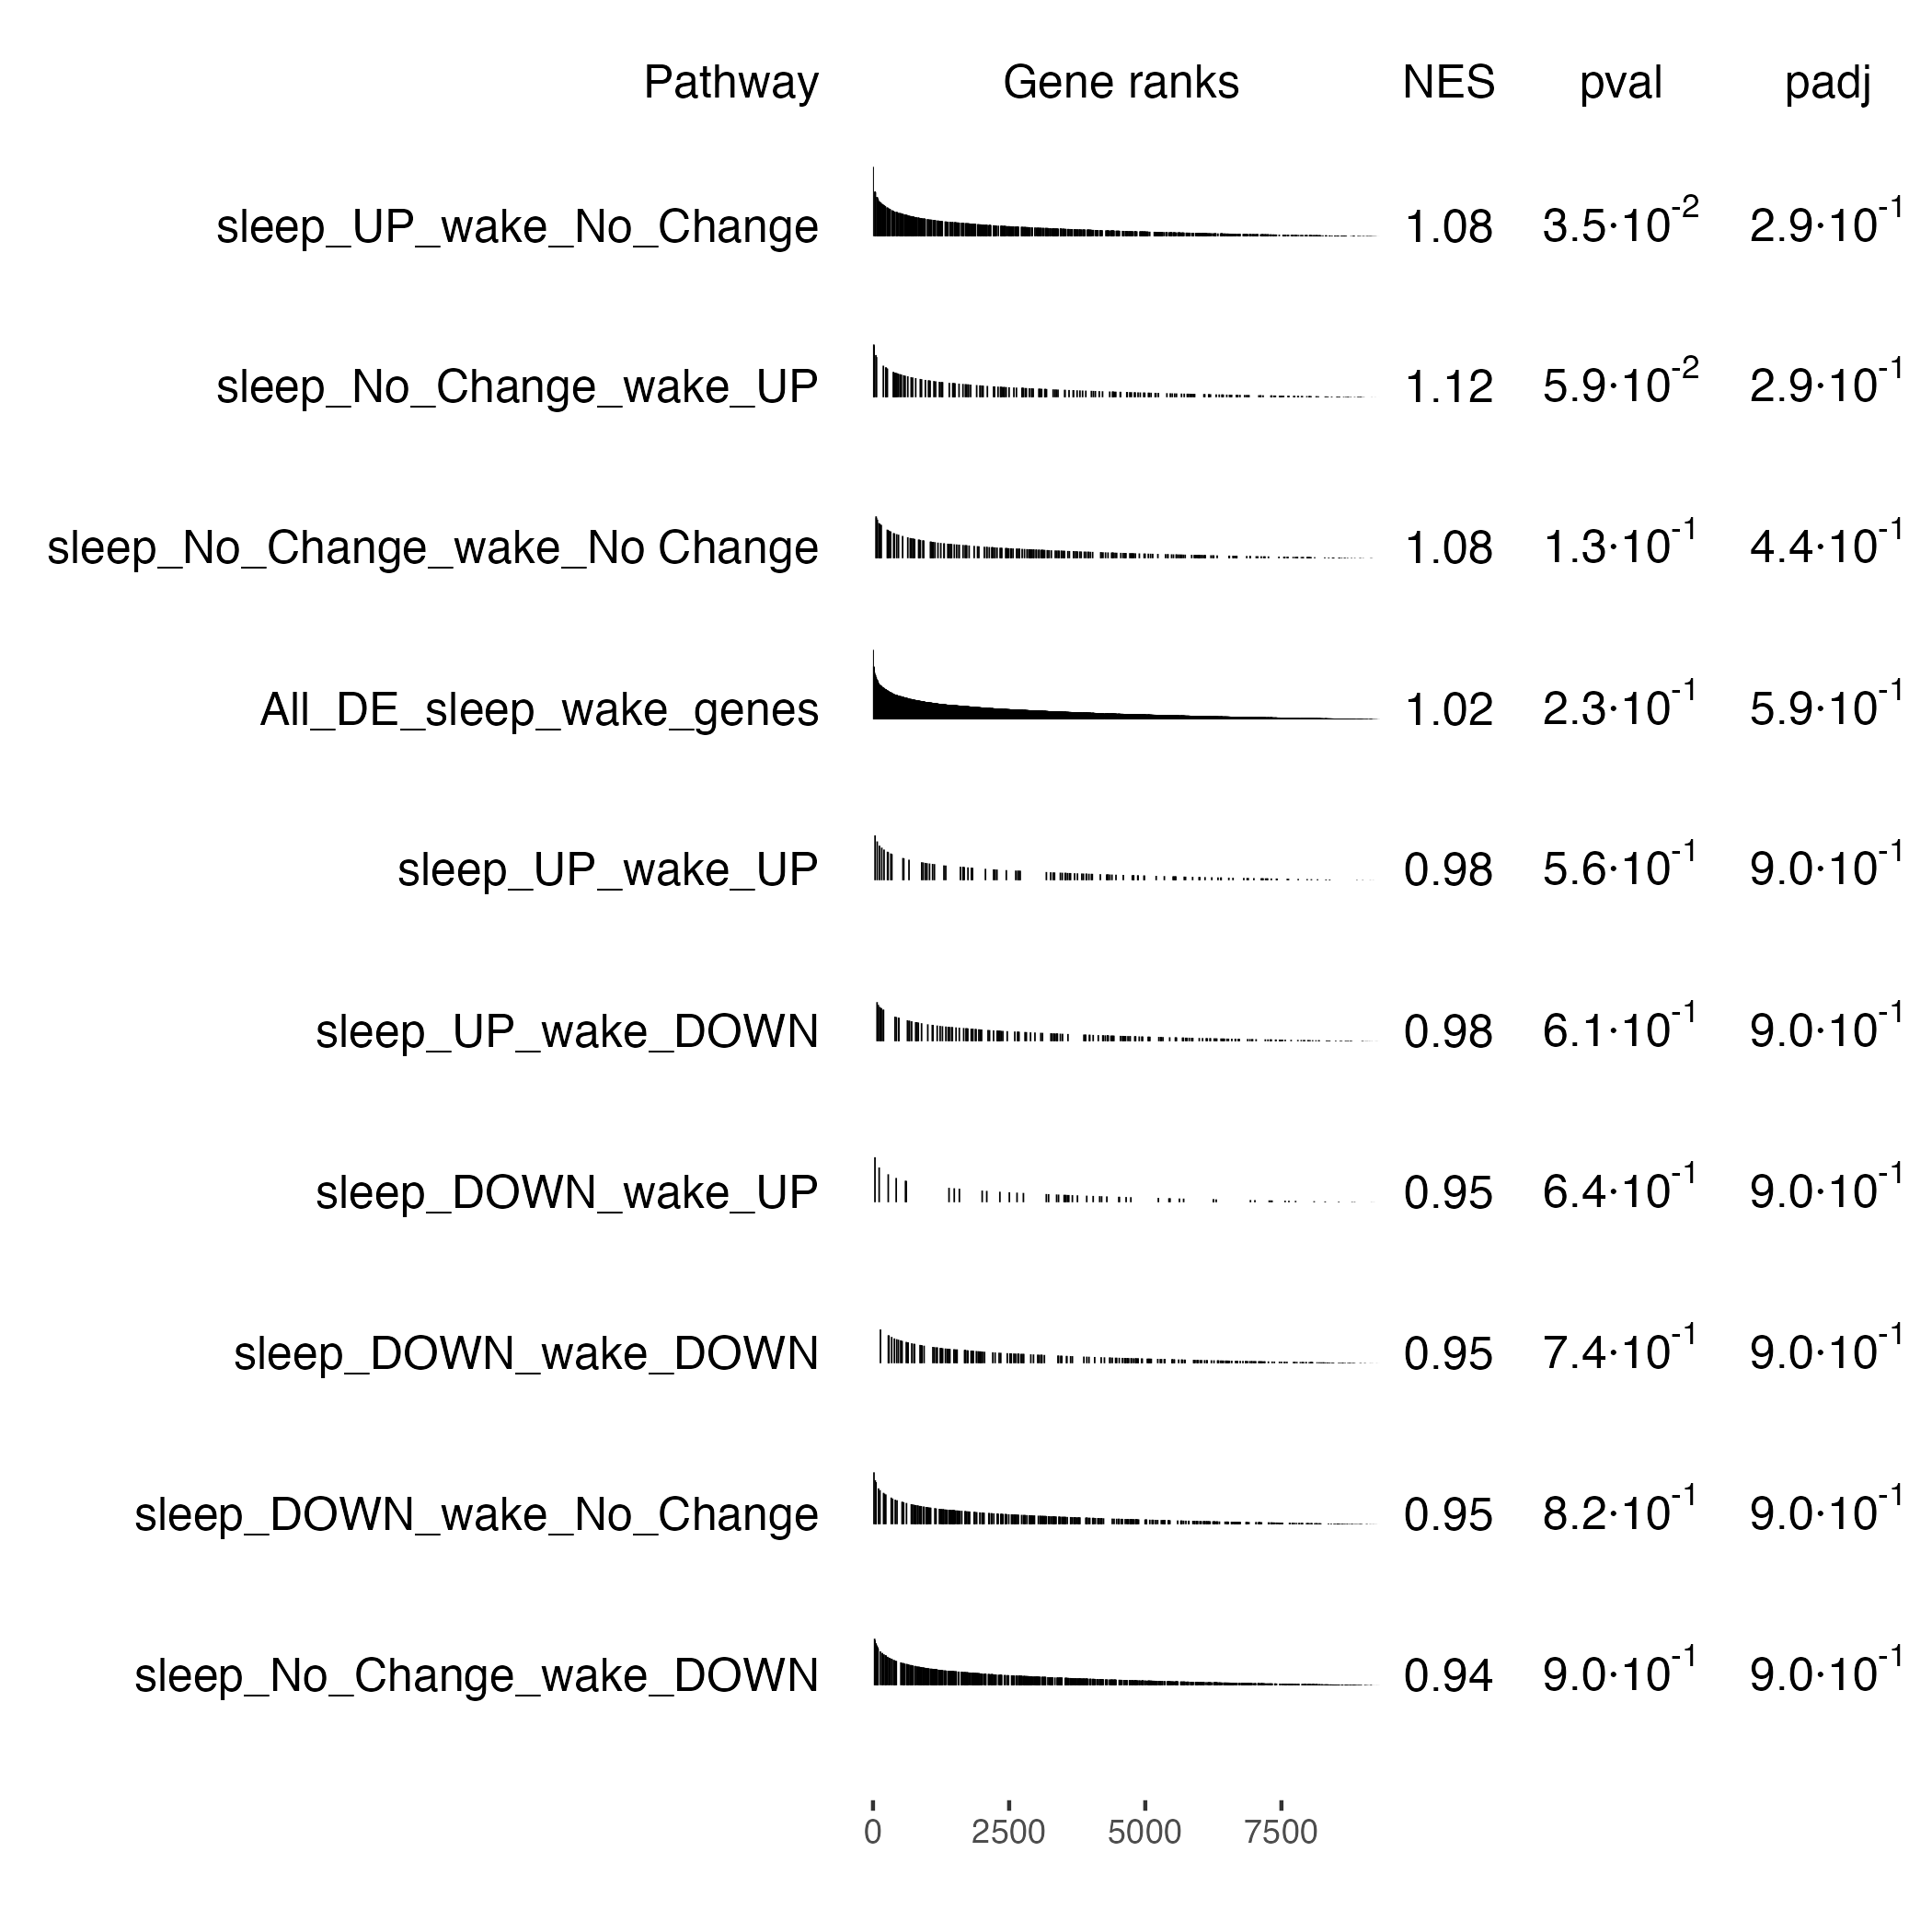 Pathway Gene ranks NES pval padj
sleep_UP_wake_No_Change 1.08 3.5·10⁻² 2.9·10⁻¹
sleep_No_Change_wake_UP 1.12 5.9·10⁻² 2.9·10⁻¹
sleep_No_Change_wake_No Change 1.08 1.3·10⁻¹ 4.4·10⁻¹
All_DE_sleep_wake_genes 1.02 2.3·10⁻¹ 5.9·10⁻¹
sleep_UP_wake_UP 0.98 5.6·10⁻¹ 9.0·10⁻¹
sleep_UP_wake_DOWN 0.98 6.1·10⁻¹ 9.0·10⁻¹
sleep_DOWN_wake_UP 0.95 6.4·10⁻¹ 9.0·10⁻¹
sleep_DOWN_wake_DOWN 0.95 7.4·10⁻¹ 9.0·10⁻¹
sleep_DOWN_wake_No_Change 0.95 8.2·10⁻¹ 9.0·10⁻¹
sleep_No_Change_wake_DOWN 0.94 9.0·10⁻¹ 9.0·10⁻¹
0 2500 5000 7500